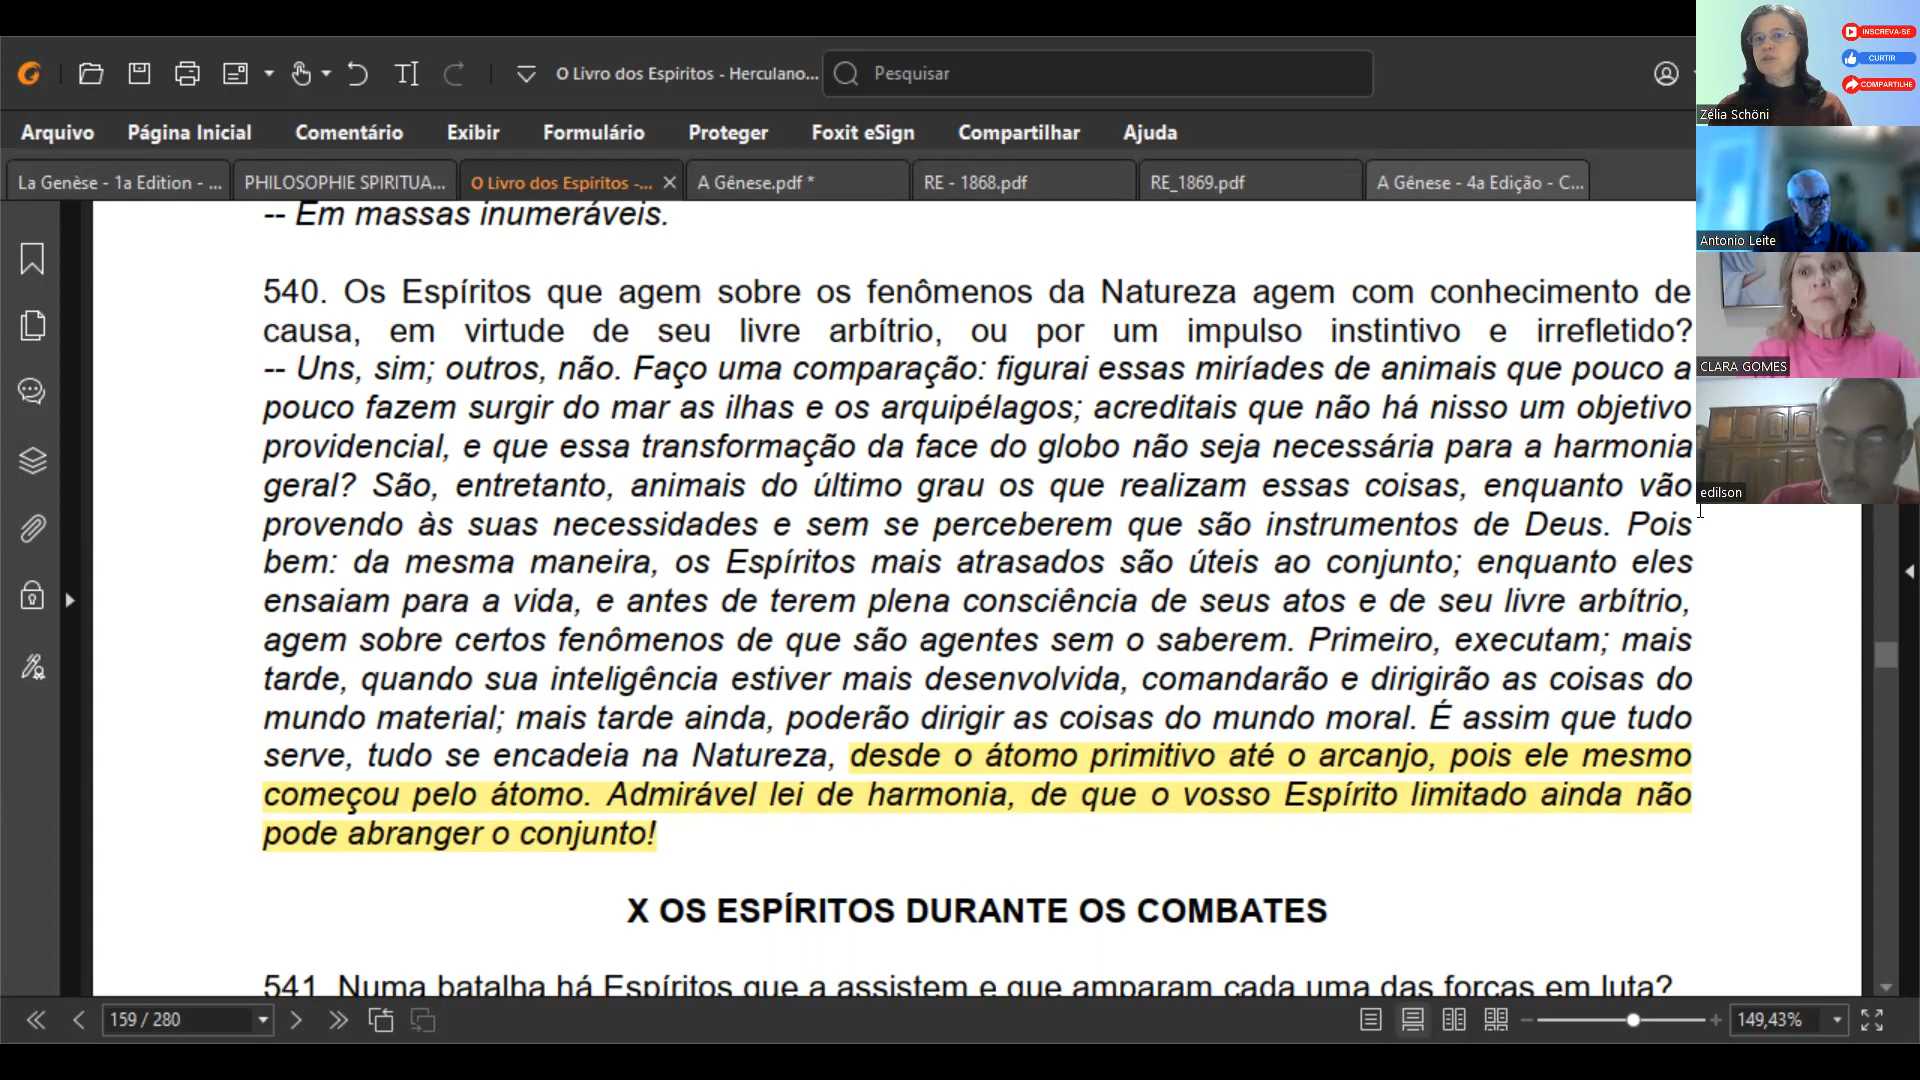 O Livro dos Espiritos - Herculano...
Pesquisar
INSCREVA-SE
CURTIR
COMPARTILHE
Zélia Schöni
Arquivo
Página Inicial
Comentário
Exibir
Formulário
Proteger
Foxit eSign
Compartilhar
Ajuda
La Genèse - 1a Edition - ...
PHILOSOPHIE SPIRITUA...
O Livro dos Espiritos -...
A Gênese.pdf *
RE - 1868.pdf
RE_1869.pdf
A Gênese - 4a Edição - C...
Antonio Leite
CLARA GOMES
edilson
-- Em massas inumeráveis.
540. Os Espíritos que agem sobre os fenômenos da Natureza agem com conhecimento de
causa, em virtude de seu livre arbítrio, ou por um impulso instintivo e irrefletido?
-- Uns, sim; outros, não. Faço uma comparação: figurai essas miríades de animais que pouco a
pouco fazem surgir do mar as ilhas e os arquipélagos; acreditais que não há nisso um objetivo
providencial, e que essa transformação da face do globo não seja necessária para a harmonia
geral? São, entretanto, animais do último grau os que realizam essas coisas, enquanto vão
provendo às suas necessidades e sem se perceberem que são instrumentos de Deus. Pois
bem: da mesma maneira, os Espíritos mais atrasados são úteis ao conjunto; enquanto eles
ensaiam para a vida, e antes de terem plena consciência de seus atos e de seu livre arbítrio,
agem sobre certos fenômenos de que são agentes sem o saberem. Primeiro, executam; mais
tarde, quando sua inteligência estiver mais desenvolvida, comandarão e dirigirão as coisas do
mundo material; mais tarde ainda, poderão dirigir as coisas do mundo moral. É assim que tudo
serve, tudo se encadeia na Natureza, desde o átomo primitivo até o arcanjo, pois ele mesmo
começou pelo átomo. Admirável lei de harmonia, de que o vosso Espírito limitado ainda não
pode abranger o conjunto!
X OS ESPÍRITOS DURANTE OS COMBATES
541. Numa batalha há Espíritos que a assistem e que amparam cada uma das forças em luta?
159 / 280
149,43%